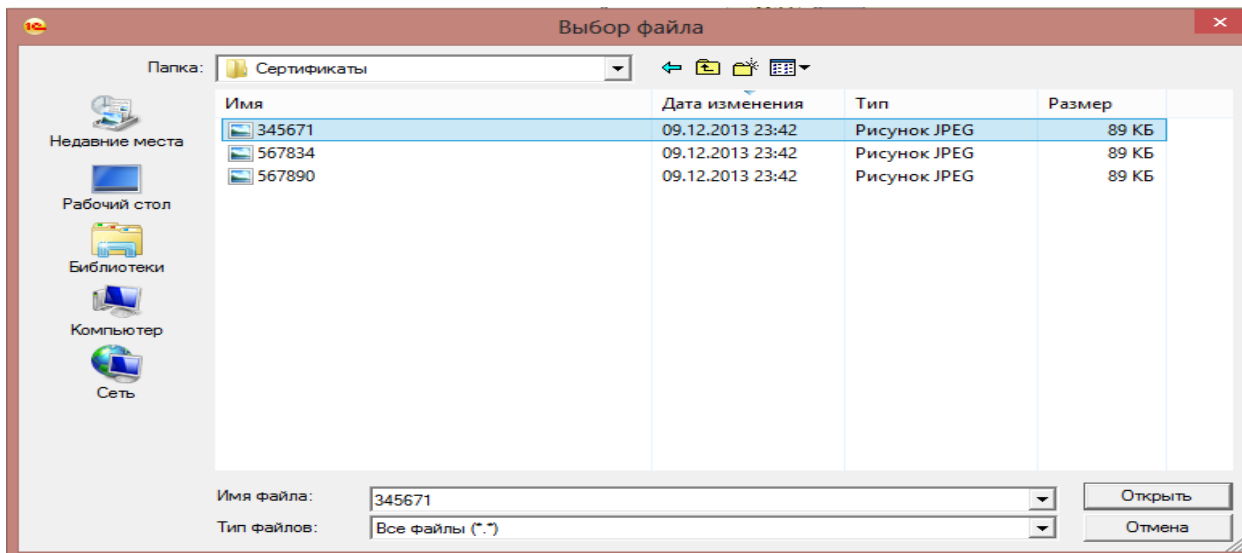 1С Выбор файла
Папка: Сертификаты
Имя Дата изменения Тип Размер
345671 09.12.2013 23:42 Рисунок JPEG 89 КБ
567834 09.12.2013 23:42 Рисунок JPEG 89 КБ
567890 09.12.2013 23:42 Рисунок JPEG 89 КБ
Недавние места
Рабочий стол
Библиотеки
Компьютер
Сеть
Имя файла: 345671 Открыть
Тип файлов: Все файлы (*.*) Отмена